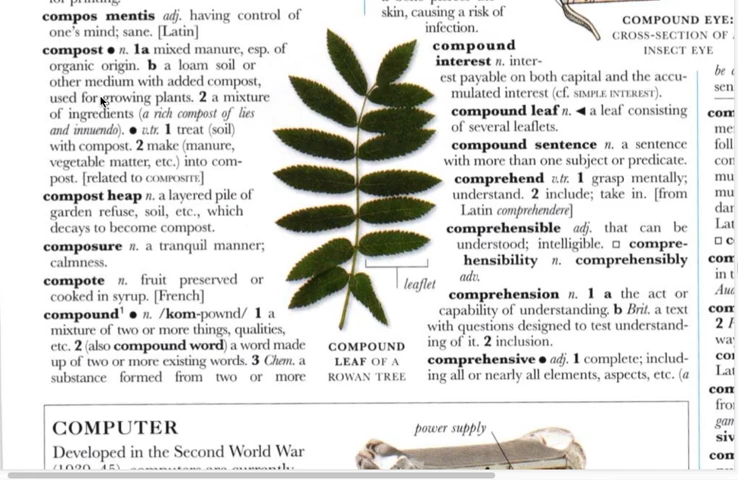 compos mentis adj. having control of
one's mind; sane. [Latin]
compost ● n. 1a mixed manure, esp. of
organic origin. b a loam soil or
other medium with added compost,
used for growing plants. 2 a mixture
of ingredients (a rich compost of lies
and innuendo). ● v.tr. 1 treat (soil)
with compost. 2 make (manure,
vegetable matter, etc.) into com-
post. [related to COMPOSITE]
compost heap n. a layered pile of
garden refuse, soil, etc., which
decays to become compost.
composure n. a tranquil manner;
calmness.
compote n. fruit preserved or
cooked in syrup. [French]
compound¹ ● n. /kom-pownd/ 1 a
mixture of two or more things, qualities,
etc. 2 (also compound word) a word made
up of two or more existing words. 3 Chem. a
substance formed from two or more
leaflet
COMPOUND
LEAF OF A
ROWAN TREE
skin, causing a risk of
infection.
compound
interest n. inter-
est payable on both capital and the accu-
mulated interest (cf. SIMPLE INTEREST).
compound leaf n. ◄ a leaf consisting
of several leaflets.
compound sentence n. a sentence
with more than one subject or predicate.
comprehend v.tr. 1 grasp mentally;
understand. 2 include; take in. [from
Latin comprehendere]
comprehensible adj. that can be
understood; intelligible. □ compre-
hensibility n. comprehensibly
adv.
comprehension n. 1 a the act or
capability of understanding. b Brit. a text
with questions designed to test understand-
ing of it. 2 inclusion.
comprehensive ● adj. 1 complete; includ-
ing all or nearly all elements, aspects, etc. (a
COMPOUND EYE:
CROSS-SECTION OF
INSECT EYE
COMPUTER
Developed in the Second World War
power supply